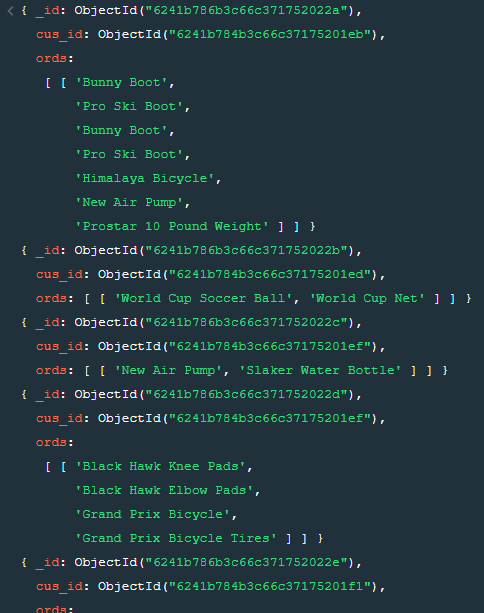 { _id: ObjectId("6241b786b3c66c371752022a"),
cus_id: ObjectId("6241b784b3c66c37175201eb"),
ords:
[ [ 'Bunny Boot',
'Pro Ski Boot',
'Bunny Boot',
'Pro Ski Boot',
'Himalaya Bicycle',
'New Air Pump',
'Prostar 10 Pound Weight' ] ] }
{ _id: ObjectId("6241b786b3c66c371752022b"),
cus_id: ObjectId("6241b784b3c66c37175201ed"),
ords: [ [ 'World Cup Soccer Ball', 'World Cup Net' ] ] }
{ _id: ObjectId("6241b786b3c66c371752022c"),
cus_id: ObjectId("6241b784b3c66c37175201ef"),
ords: [ [ 'New Air Pump', 'Slaker Water Bottle' ] ] }
{ _id: ObjectId("6241b786b3c66c371752022d"),
cus_id: ObjectId("6241b784b3c66c37175201ef"),
ords:
[ [ 'Black Hawk Knee Pads',
'Black Hawk Elbow Pads',
'Grand Prix Bicycle',
'Grand Prix Bicycle Tires' ] ] }
{ _id: ObjectId("6241b786b3c66c371752022e"),
cus_id: ObjectId("6241b784b3c66c37175201f1"),
ords: